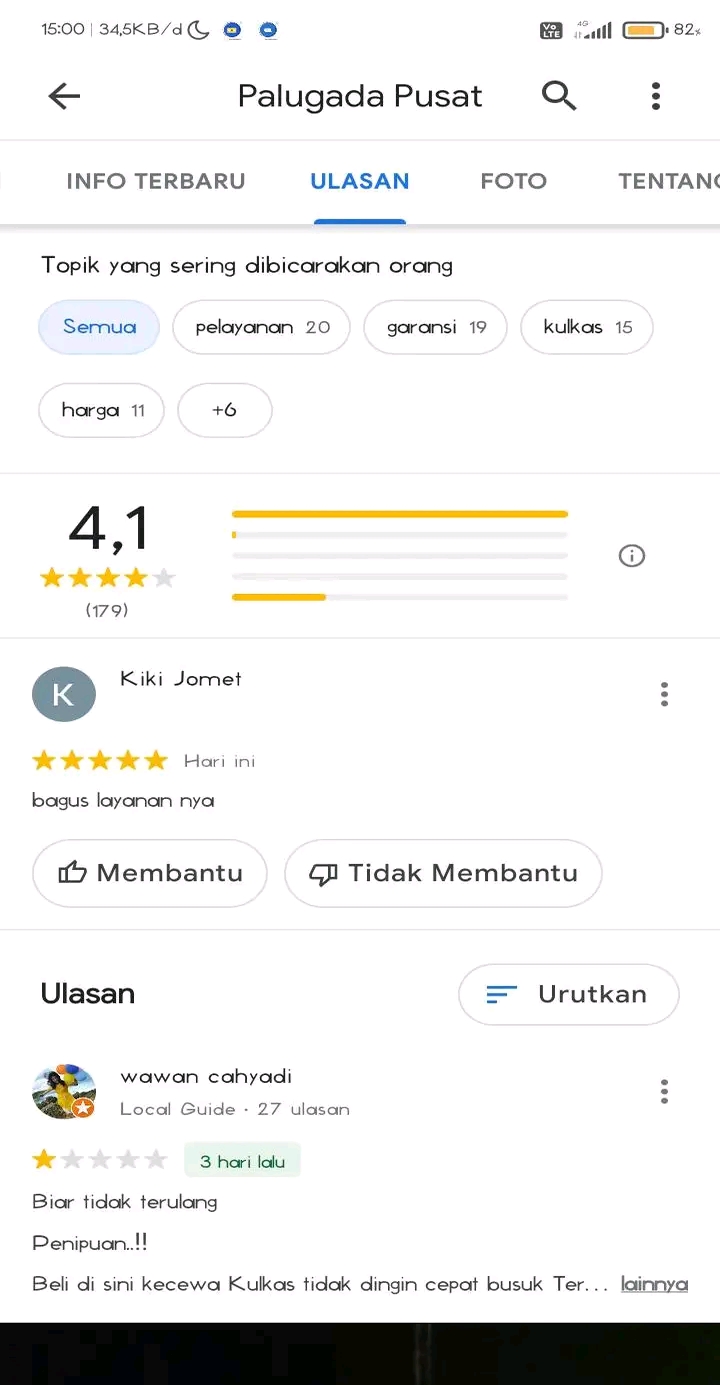 15:00 | 34,5KB/d
Vo LTE 4G 82%
Palugada Pusat
INFO TERBARU ULASAN FOTO TENTANG
Topik yang sering dibicarakan orang
Semua pelayanan 20 garansi 19 kulkas 15
harga 11 +6
4,1
(179)
K Kiki Jomet
Hari ini
bagus layanan nya
Membantu Tidak Membantu
Ulasan Urutkan
wawan cahyadi
Local Guide · 27 ulasan
3 hari lalu
Biar tidak terulang
Penipuan..!!
Beli di sini kecewa Kulkas tidak dingin cepat busuk Ter... lainnya